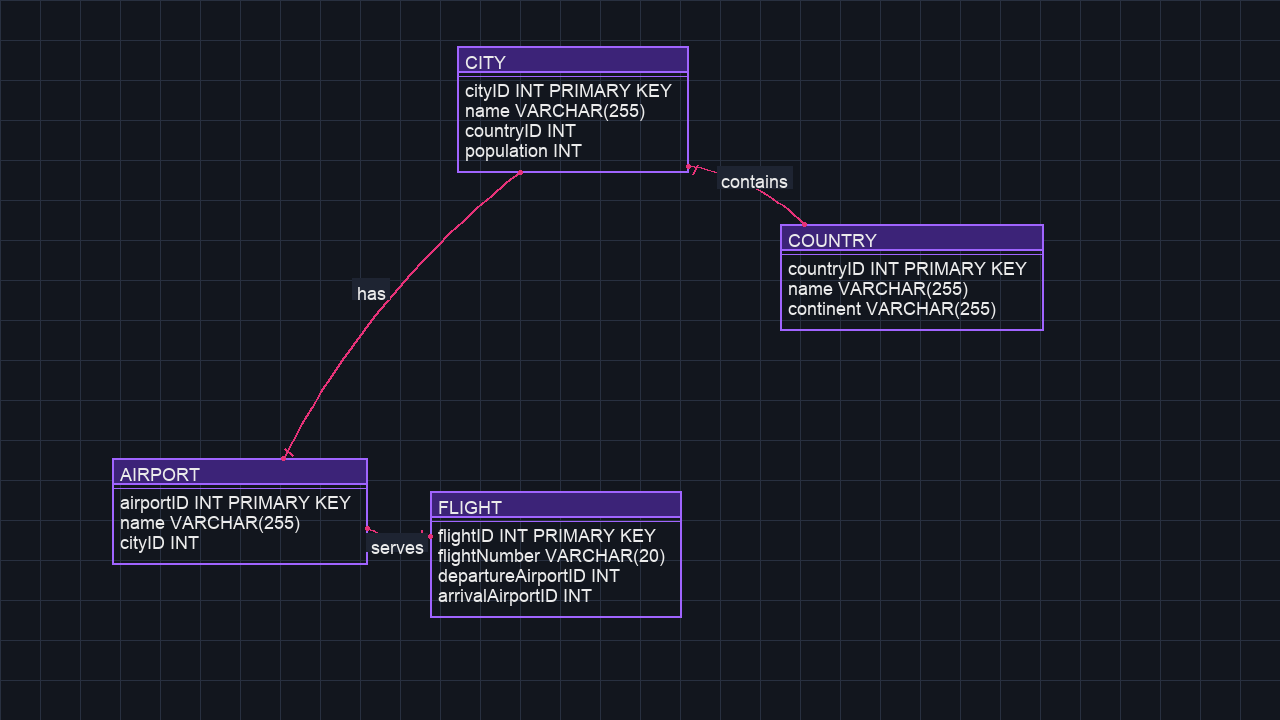 CITY
cityID INT PRIMARY KEY
name VARCHAR(255)
countryID INT
population INT
contains
COUNTRY
countryID INT PRIMARY KEY
name VARCHAR(255)
continent VARCHAR(255)
has
AIRPORT
airportID INT PRIMARY KEY
name VARCHAR(255)
cityID INT
serves
FLIGHT
flightID INT PRIMARY KEY
flightNumber VARCHAR(20)
departureAirportID INT
arrivalAirportID INT